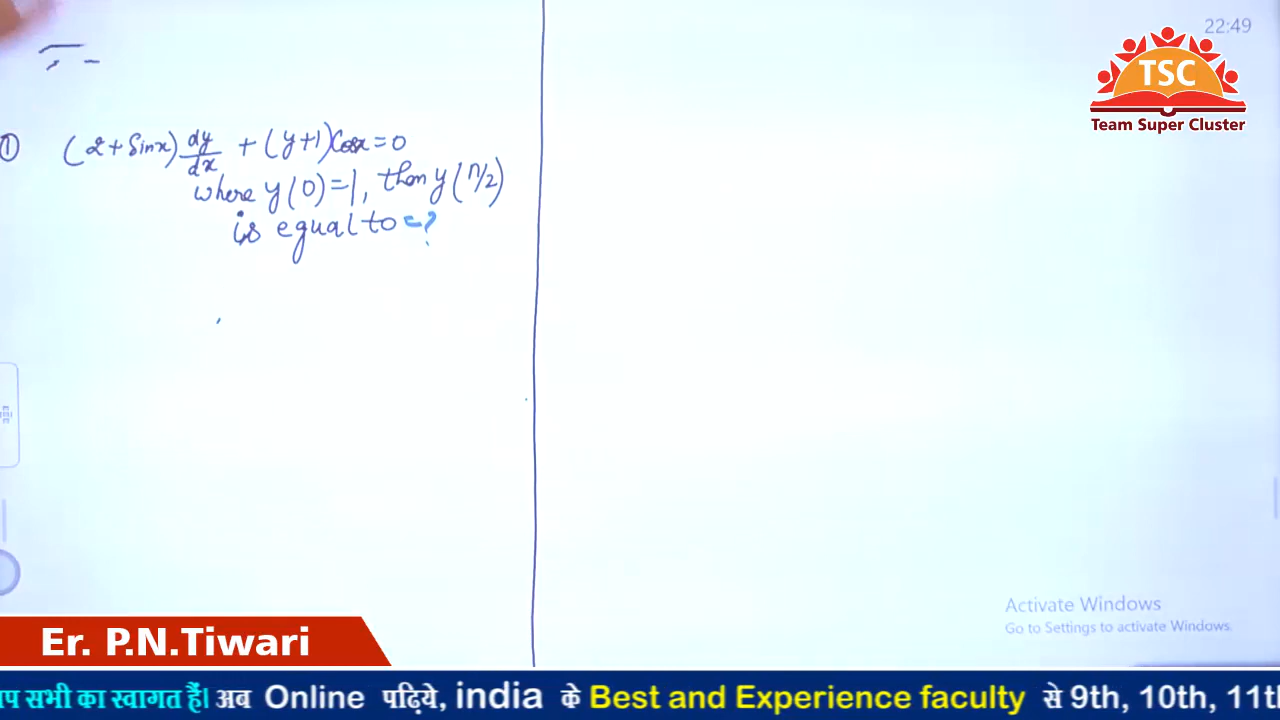 22:49
TSC
Team Super Cluster
① (2+Sinx) dy/dx + (y+1)Cosx = 0
where y(0)=1, then y(π/2)
is equal to = ?
Activate Windows
Go to Settings to activate Windows.
Er. P.N.Tiwari
प सभी का स्वागत हैं। अब Online पढ़िये, india के Best and Experience faculty से 9th, 10th, 11t